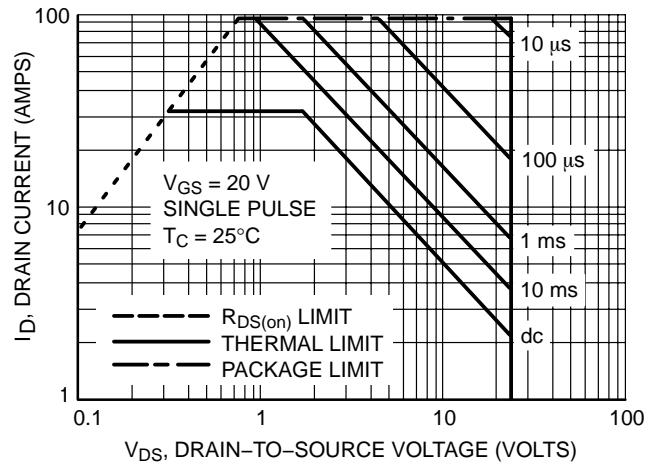 100
10
1
I_D, DRAIN CURRENT (AMPS)
10 µs
100 µs
1 ms
10 ms
dc
V_GS = 20 V
SINGLE PULSE
T_C = 25°C
R_DS(on) LIMIT
THERMAL LIMIT
PACKAGE LIMIT
0.1 1 10 100
V_DS, DRAIN−TO−SOURCE VOLTAGE (VOLTS)